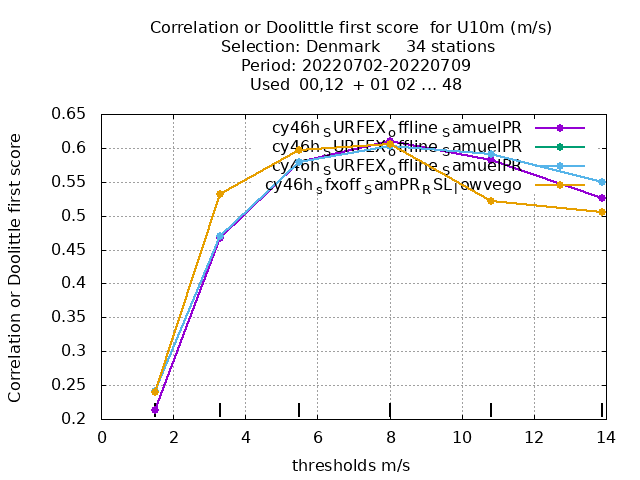 Correlation or Doolittle first score  for U10m (m/s)
Selection: Denmark     34 stations
Period: 20220702-20220709
Used  00,12  + 01 02 ... 48
cy46h_SURFEX_offline_SamuelPR
cy46h_SURFEX_offline_SamuelPR
cy46h_SURFEX_offline_SamuelPR
cy46h_sfxoff_SamPR_RSL_lowvego
Correlation or Doolittle first score
0.65
0.6
0.55
0.5
0.45
0.4
0.35
0.3
0.25
0.2
0 2 4 6 8 10 12 14
thresholds m/s